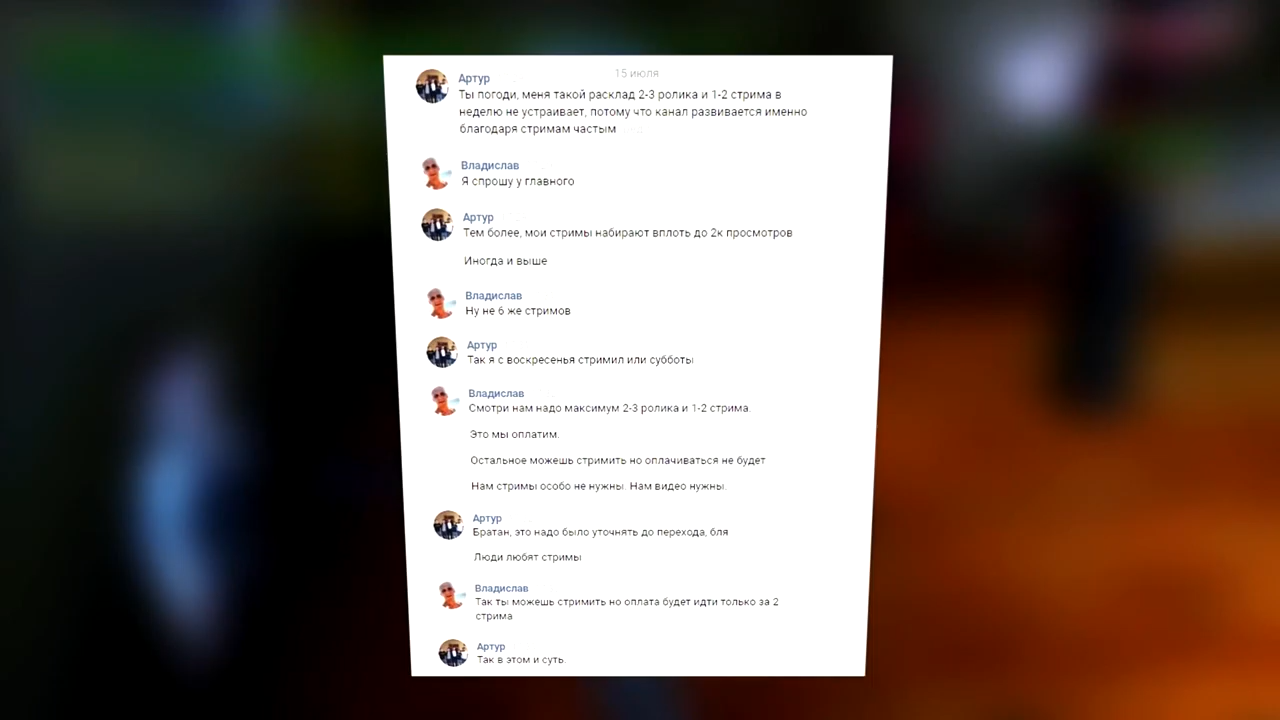 15 июля
Артур
Ты погоди, меня такой расклад 2-3 ролика и 1-2 стрима в
неделю не устраивает, потому что канал развивается именно
благодаря стримам частым
Владислав
Я спрошу у главного
Артур
Тем более, мои стримы набирают вплоть до 2к просмотров
Иногда и выше
Владислав
Ну не 6 же стримов
Артур
Так я с воскресенья стримил или субботы
Владислав
Смотри нам надо максимум 2-3 ролика и 1-2 стрима.
Это мы оплатим.
Остальное можешь стримить но оплачиваться не будет
Нам стримы особо не нужны. Нам видео нужны.
Артур
Братан, это надо было уточнять до перехода, бля
Люди любят стримы
Владислав
Так ты можешь стримить но оплата будет идти только за 2
стрима
Артур
Так в этом и суть.